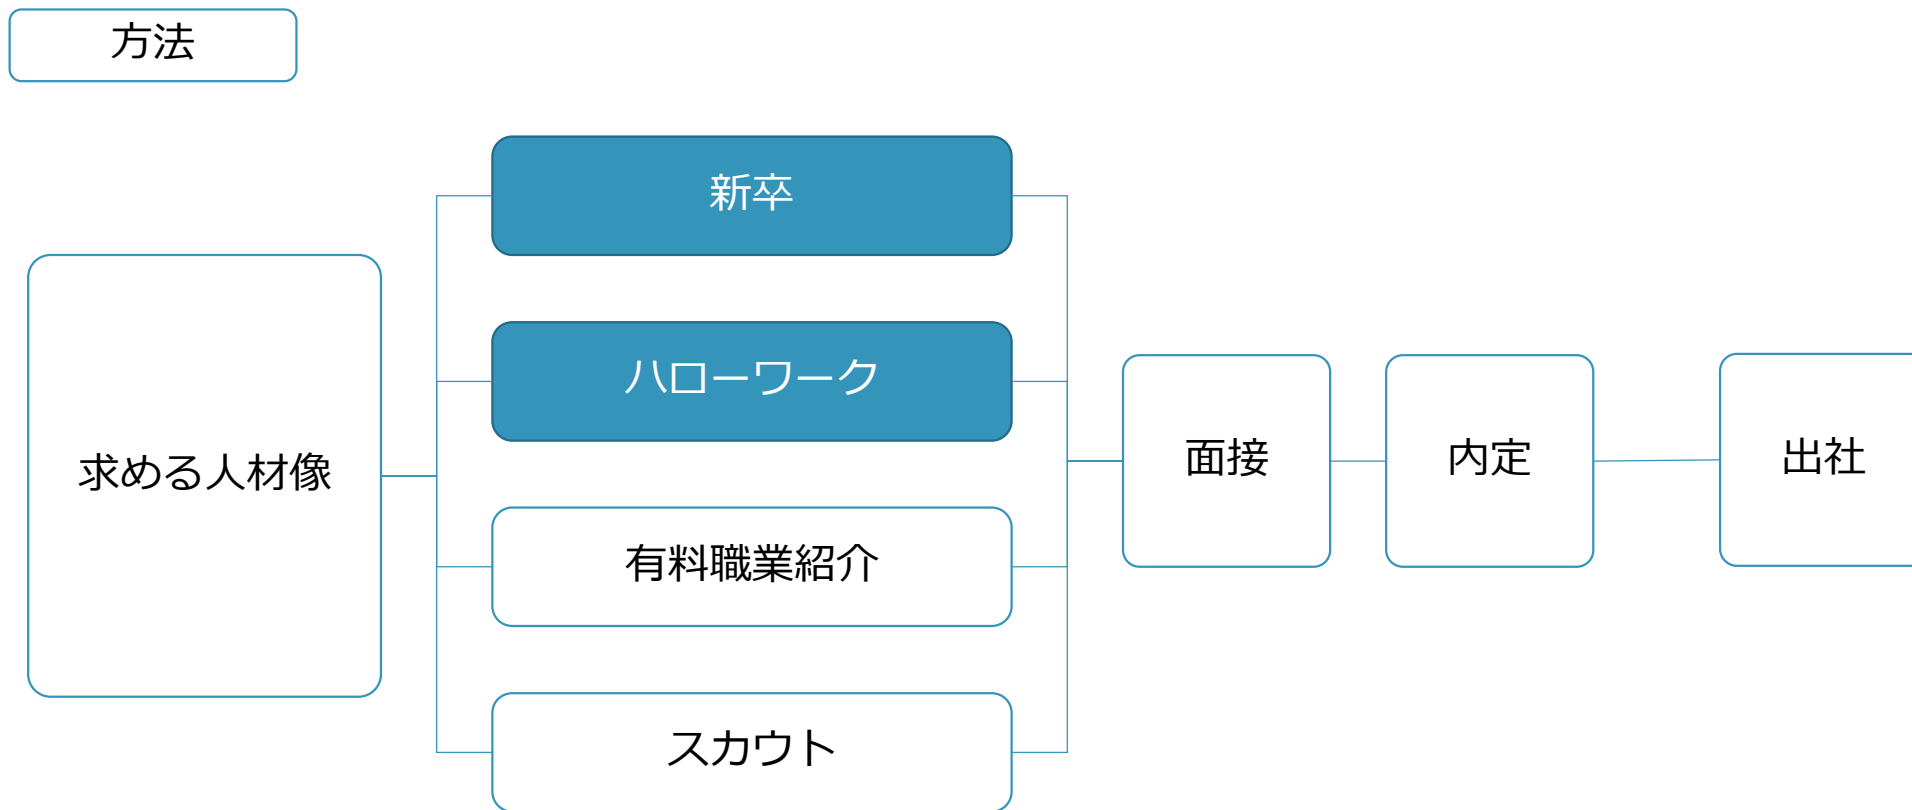 方法
求める人材像
新卒
ハローワーク
有料職業紹介
スカウト
面接
内定
出社